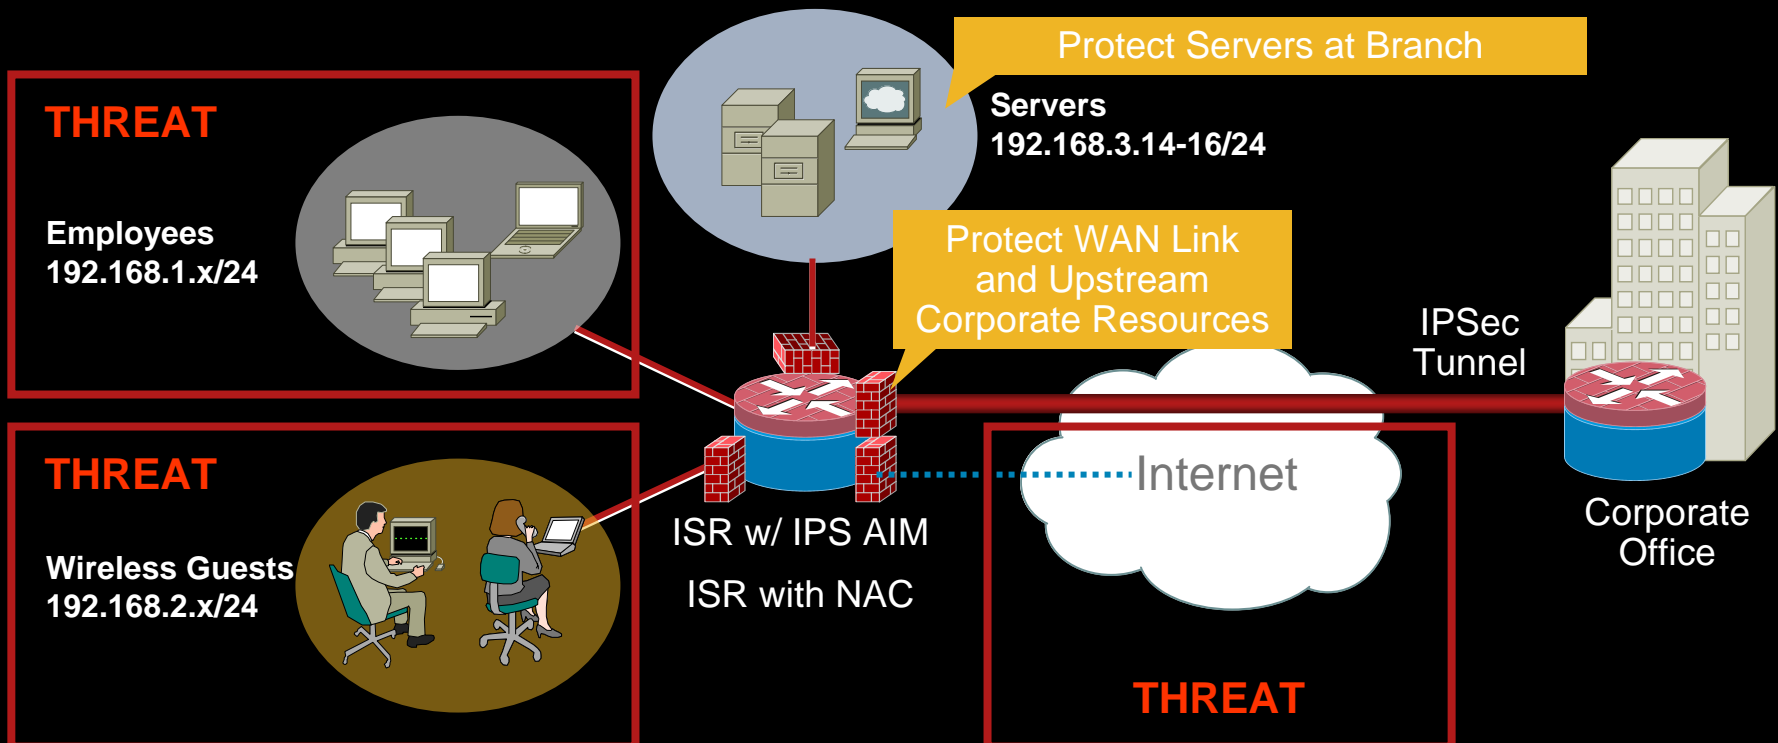 Protect Servers at Branch
THREAT
Servers
192.168.3.14-16/24
Employees
192.168.1.x/24
Protect WAN Link
and Upstream
Corporate Resources
IPSec
Tunnel
THREAT
Internet
Wireless Guests
192.168.2.x/24
ISR w/ IPS AIM
ISR with NAC
Corporate
Office
THREAT